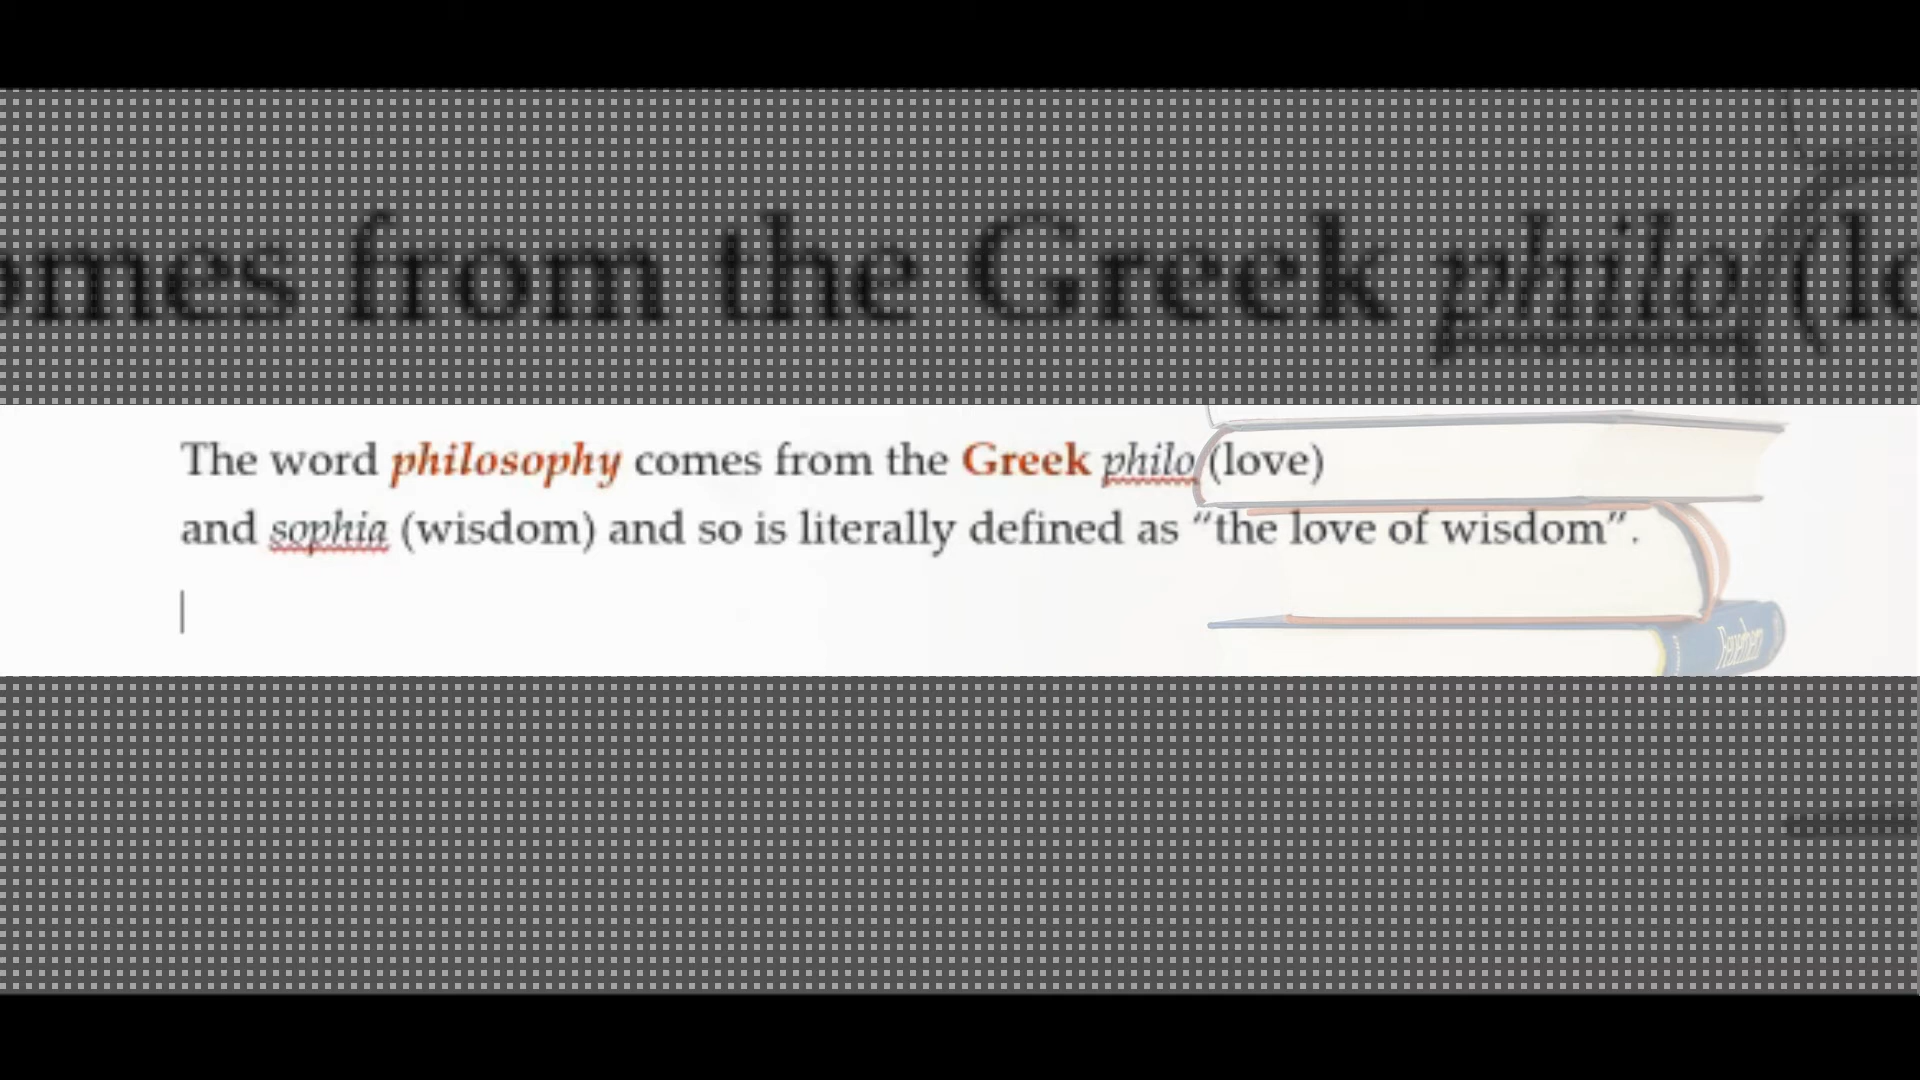 omes from the Greek philo (lo
The word philosophy comes from the Greek philo (love)
and sophia (wisdom) and so is literally defined as “the love of wisdom”.